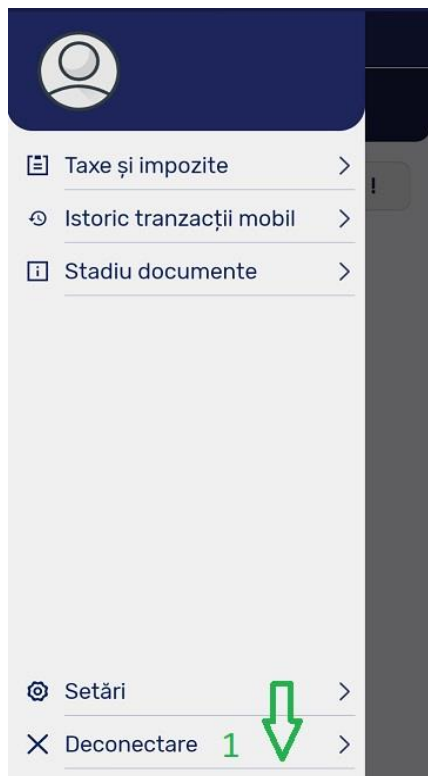 Taxe și impozite
!
Istoric tranzacții mobil
Stadiu documente
Setări
Deconectare 1